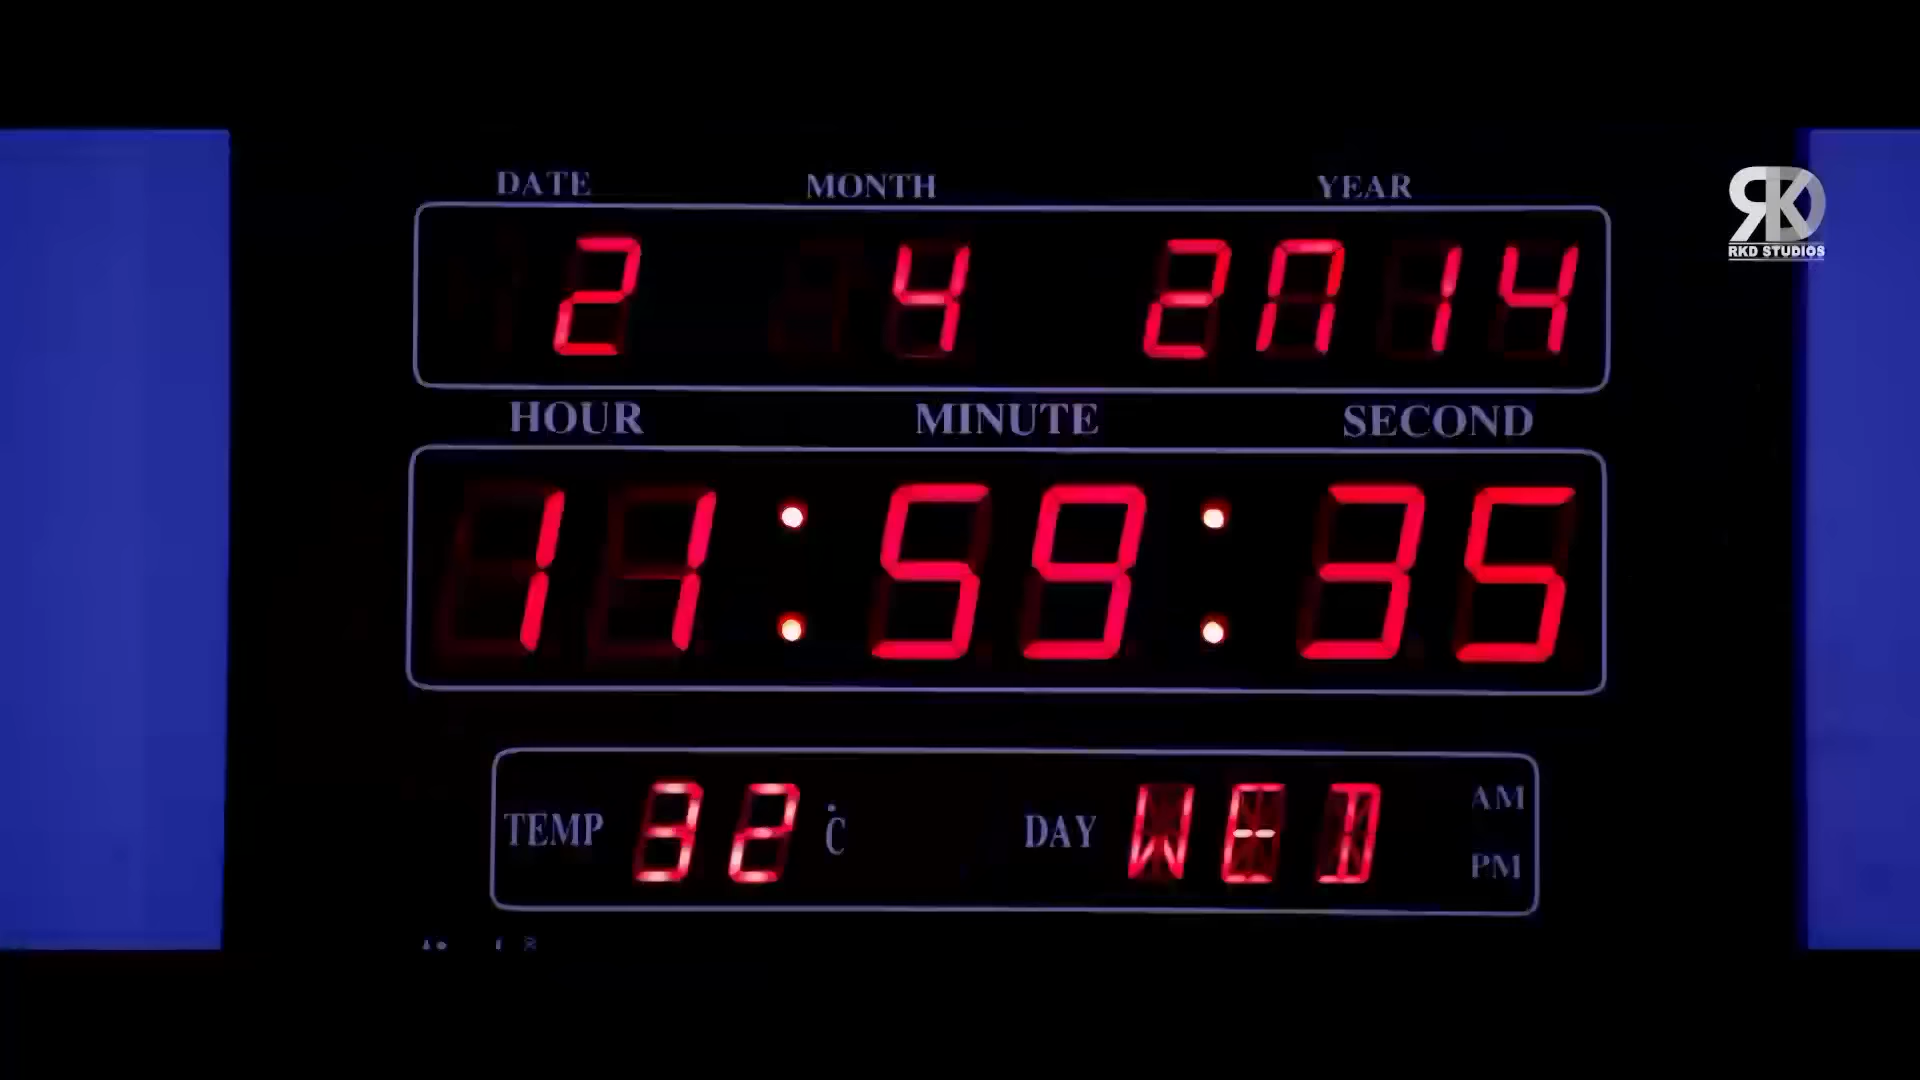 DATE MONTH YEAR
2 4 2014
RKD STUDIOS
HOUR MINUTE SECOND
11:59:35
TEMP 32 °C DAY WED AM
PM